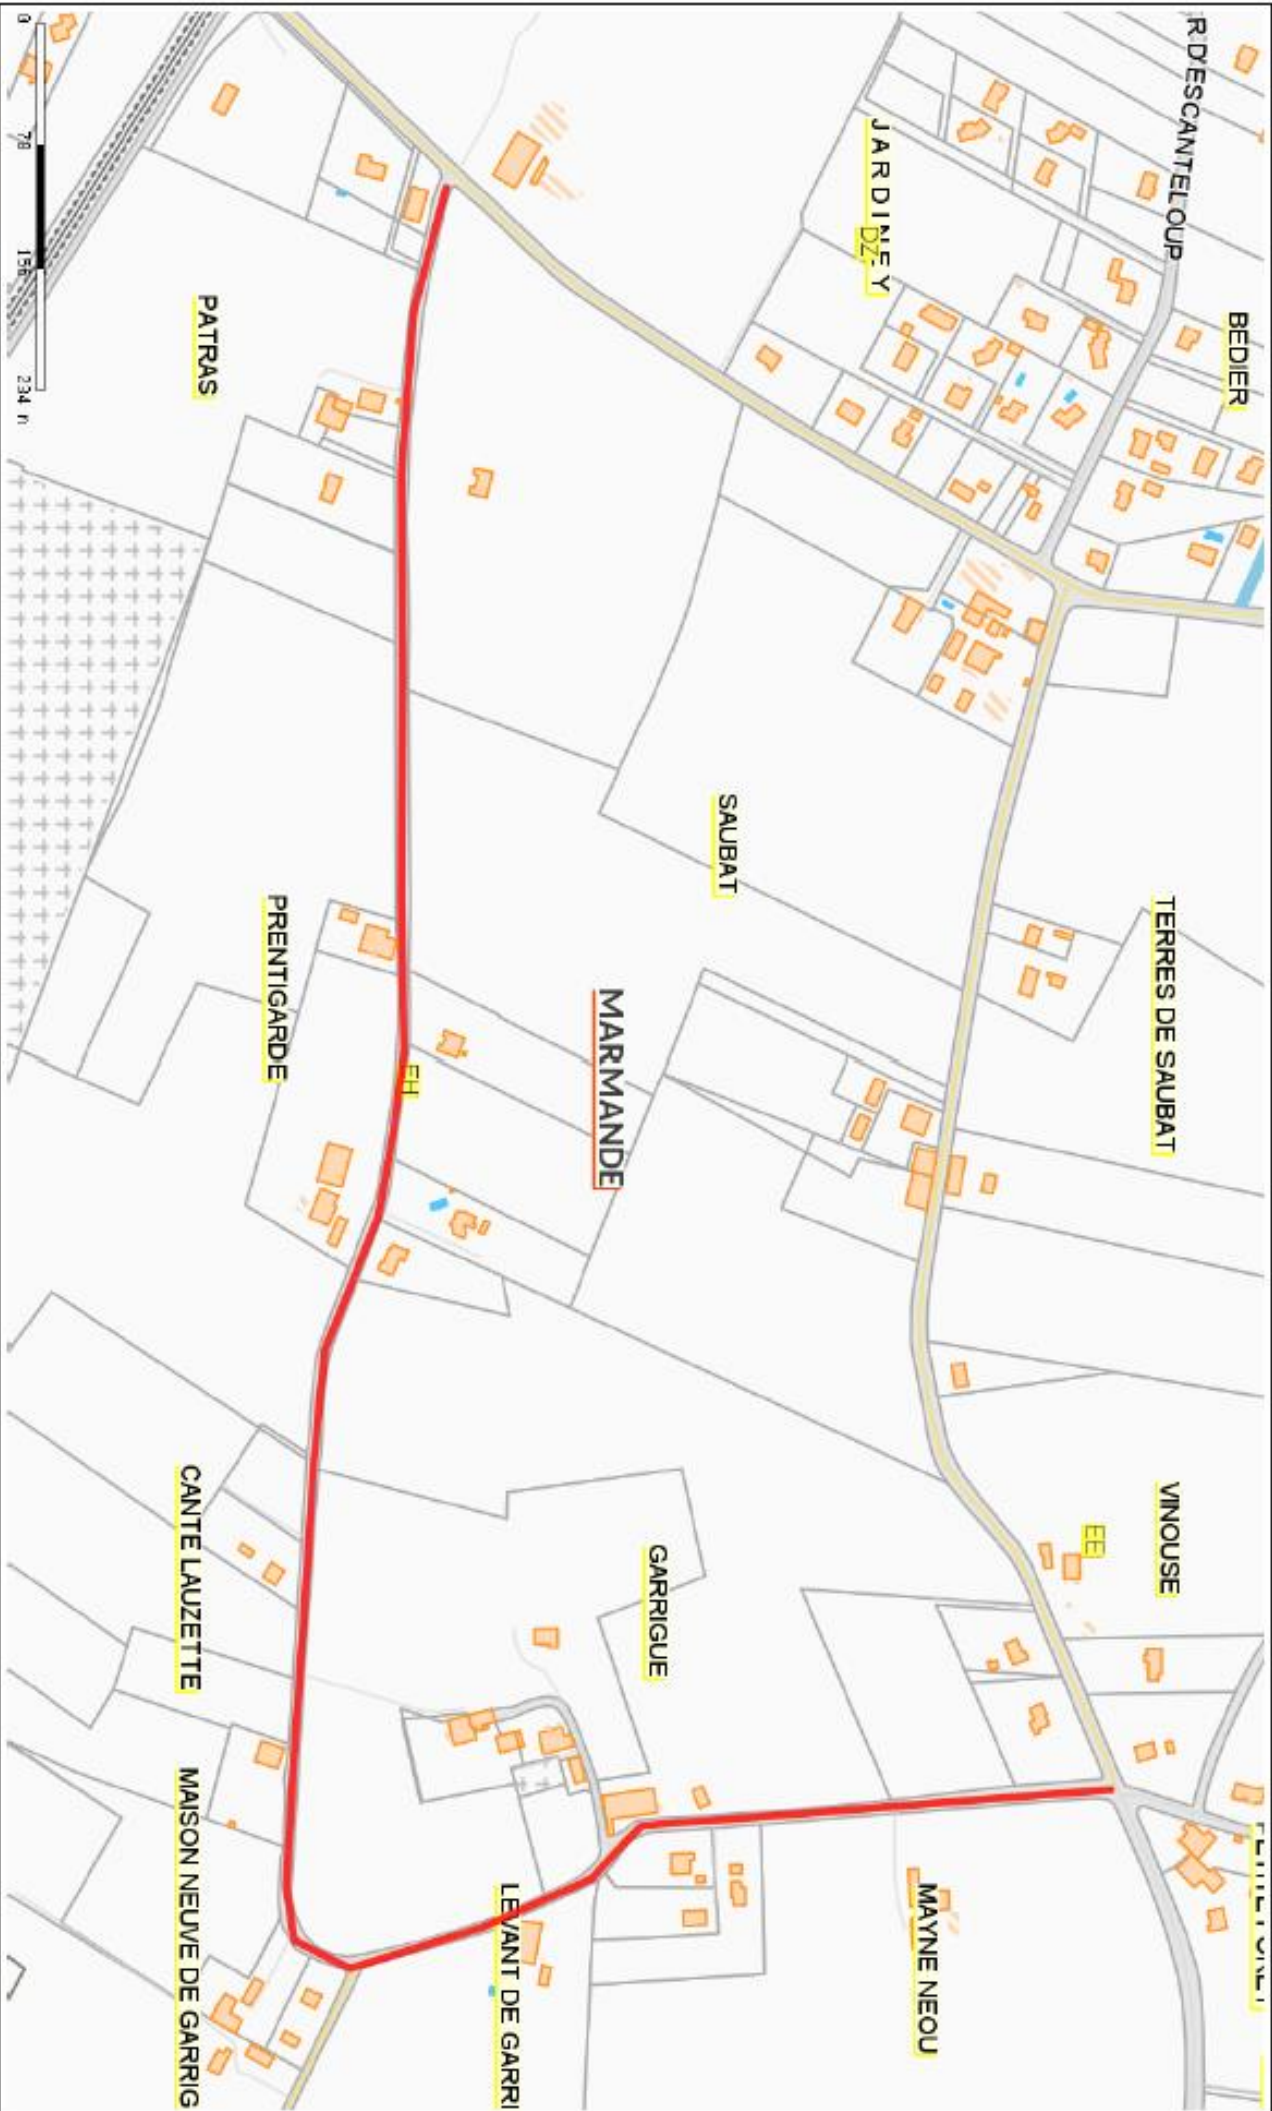 R D'ESCANTELOUP
BEDIER
JARDINEY
DZ
TERRES DE SAUBAT
VINOUSE
EE
SAUBAT
MAYNE NEOU
MARMANDE
GARRIGUE
LEVANT DE GARRI
EH
PRENTIGARDE
PATRAS
CANTE LAUZETTE
MAISON NEUVE DE GARRIG
0 78 156 234